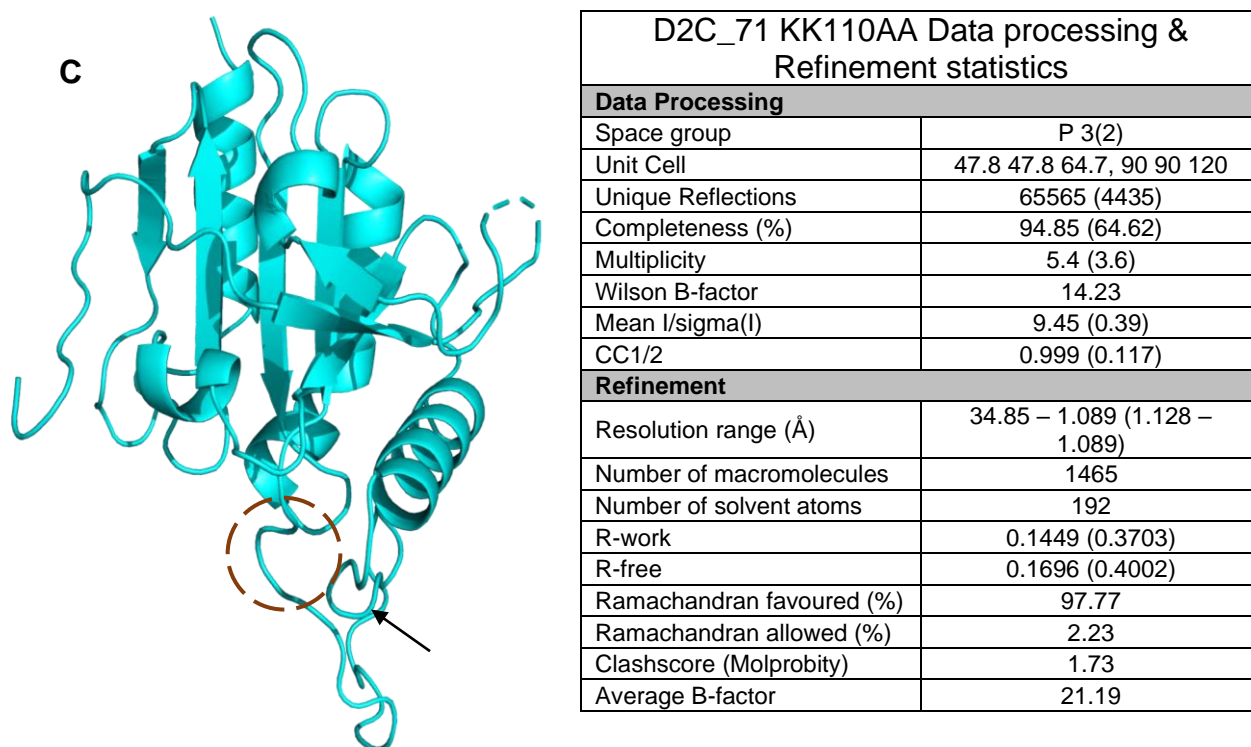 C
D2C_71 KK110AA Data processing &
Refinement statistics
Data Processing
Space group P 3(2)
Unit Cell 47.8 47.8 64.7, 90 90 120
Unique Reflections 65565 (4435)
Completeness (%) 94.85 (64.62)
Multiplicity 5.4 (3.6)
Wilson B-factor 14.23
Mean I/sigma(I) 9.45 (0.39)
CC1/2 0.999 (0.117)
Refinement
Resolution range (Å) 34.85 – 1.089 (1.128 –
1.089)
Number of macromolecules 1465
Number of solvent atoms 192
R-work 0.1449 (0.3703)
R-free 0.1696 (0.4002)
Ramachandran favoured (%) 97.77
Ramachandran allowed (%) 2.23
Clashscore (Molprobity) 1.73
Average B-factor 21.19